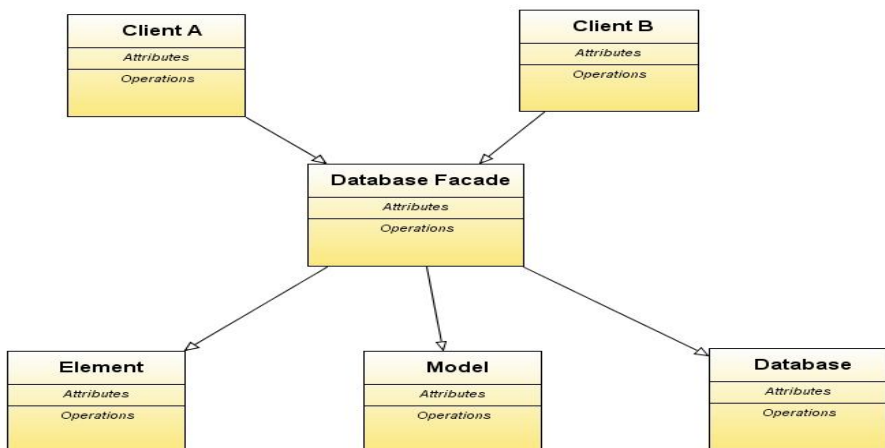 Client A
Attributes
Operations
Client B
Attributes
Operations
Database Facade
Attributes
Operations
Element
Attributes
Operations
Model
Attributes
Operations
Database
Attributes
Operations